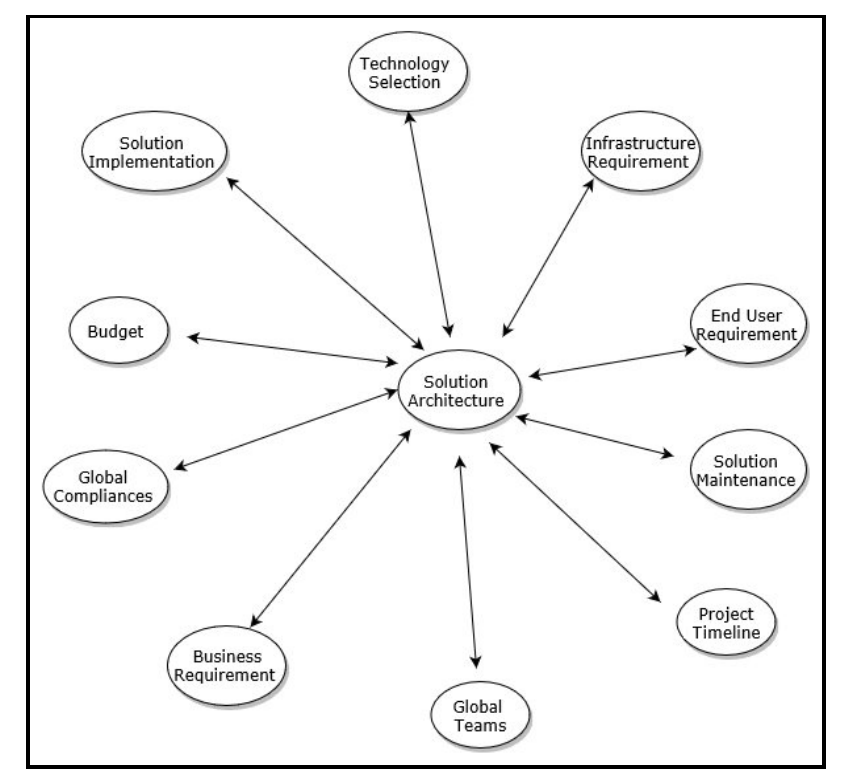 Technology
Selection
Solution
Implementation
Infrastructure
Requirement
Budget
End User
Requirement
Solution
Architecture
Global
Compliances
Solution
Maintenance
Business
Requirement
Project
Timeline
Global
Teams